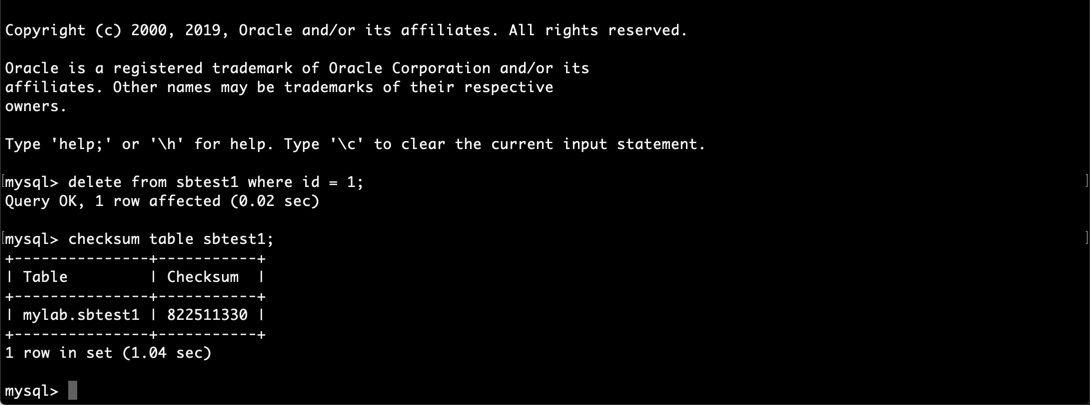 Copyright (c) 2000, 2019, Oracle and/or its affiliates. All rights reserved.
Oracle is a registered trademark of Oracle Corporation and/or its
affiliates. Other names may be trademarks of their respective
owners.
Type 'help;' or '\h' for help. Type '\c' to clear the current input statement.
[mysql> delete from sbtest1 where id = 1; ]
Query OK, 1 row affected (0.02 sec)
[mysql> checksum table sbtest1; ]
+---------------+-----------+
| Table         | Checksum  |
+---------------+-----------+
| mylab.sbtest1 | 822511330 |
+---------------+-----------+
1 row in set (1.04 sec)
mysql>